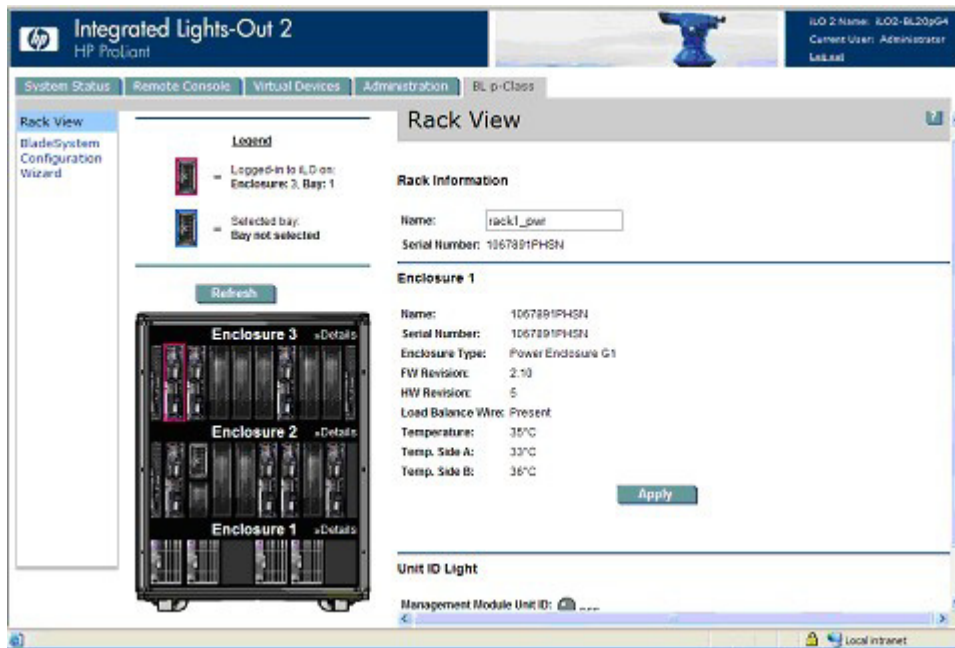 hp
Integrated Lights-Out 2
HP ProLiant
iLO 2 Name: iLO2-BL20pG4
Current User: Administrator
Log out
System Status
Remote Console
Virtual Devices
Administration
BL p-Class
Rack View
BladeSystem
Configuration
Wizard
Legend
= Logged-in to iLO on:
Enclosure: 3, Bay: 1
= Selected bay:
Bay not selected
Refresh
Enclosure 3 »Details
Enclosure 2 »Details
Enclosure 1 »Details
Rack View
?
Rack Information
Name: rack1_pwr
Serial Number: 1067891PHSN
Enclosure 1
Name: 1067891PHSN
Serial Number: 1067891PHSN
Enclosure Type: Power Enclosure G1
FW Revision: 2.10
HW Revision: 5
Load Balance Wire: Present
Temperature: 35°C
Temp. Side A: 33°C
Temp. Side B: 36°C
Apply
Unit ID Light
Management Module Unit ID:
Local intranet